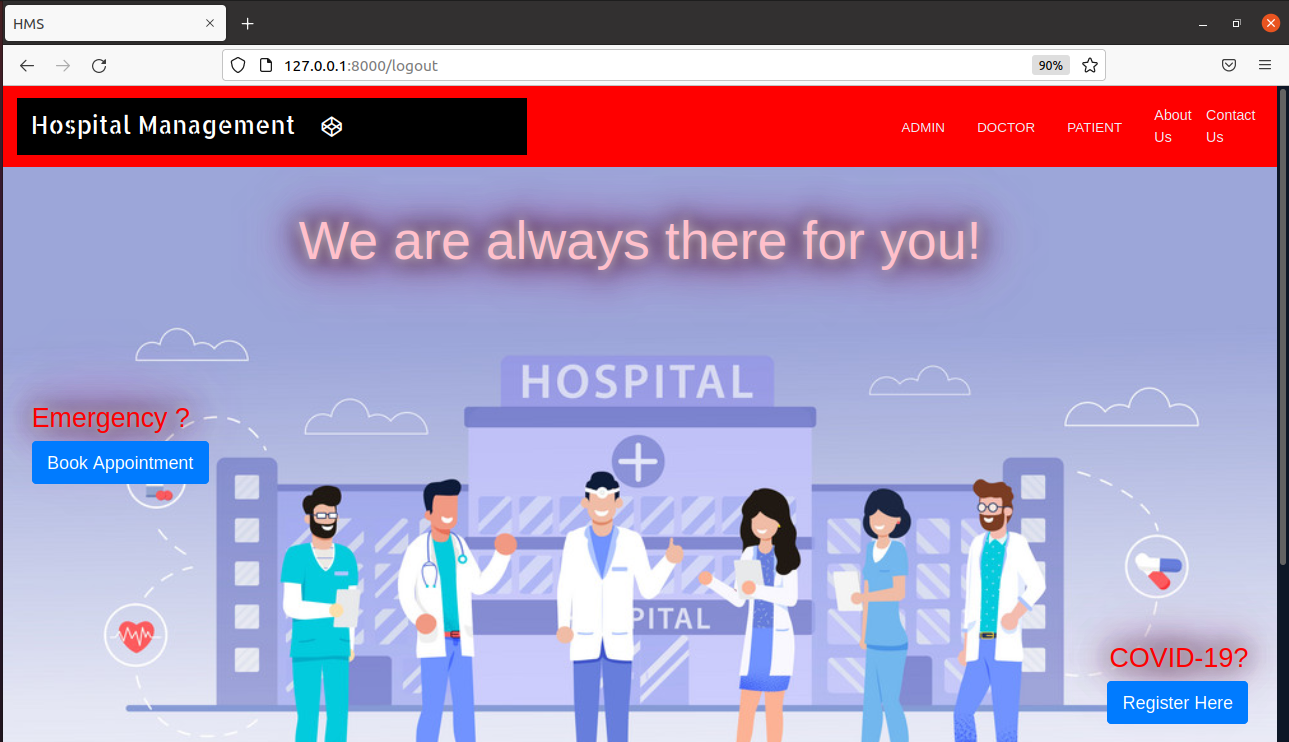 HMS
127.0.0.1:8000/logout
90%
Hospital Management
ADMIN
DOCTOR
PATIENT
About
Us
Contact
Us
We are always there for you!
HOSPITAL
Emergency ?
Book Appointment
PITAL
COVID-19?
Register Here